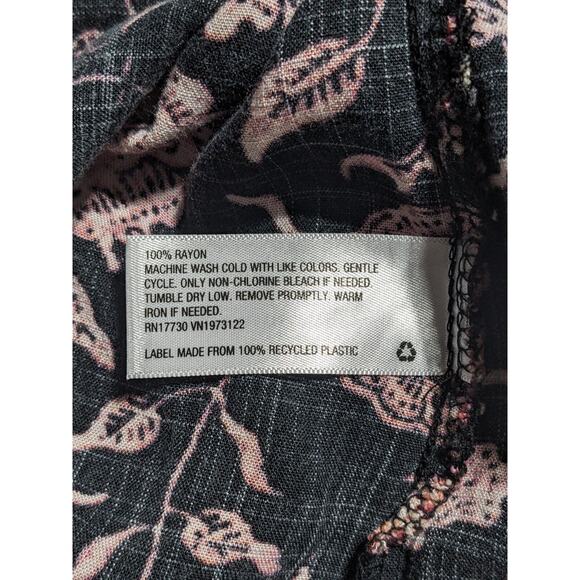 100% RAYON
MACHINE WASH COLD WITH LIKE COLORS. GENTLE
CYCLE. ONLY NON-CHLORINE BLEACH IF NEEDED.
TUMBLE DRY LOW. REMOVE PROMPTLY. WARM
IRON IF NEEDED.
RN17730 VN1973122
LABEL MADE FROM 100% RECYCLED PLASTIC